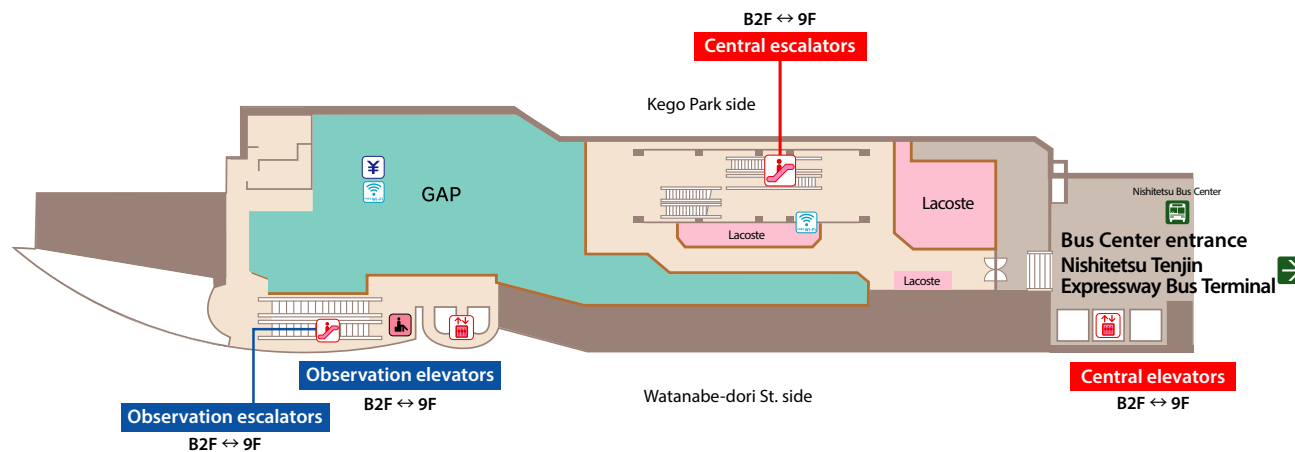 B2F ↔ 9F
Central escalators
Kego Park side
¥
GAP
Lacoste
Lacoste
Lacoste
Nishitetsu Bus Center
Bus Center entrance
Nishitetsu Tenjin
Expressway Bus Terminal
Observation elevators
B2F ↔ 9F
Observation escalators
B2F ↔ 9F
Watanabe-dori St. side
Central elevators
B2F ↔ 9F